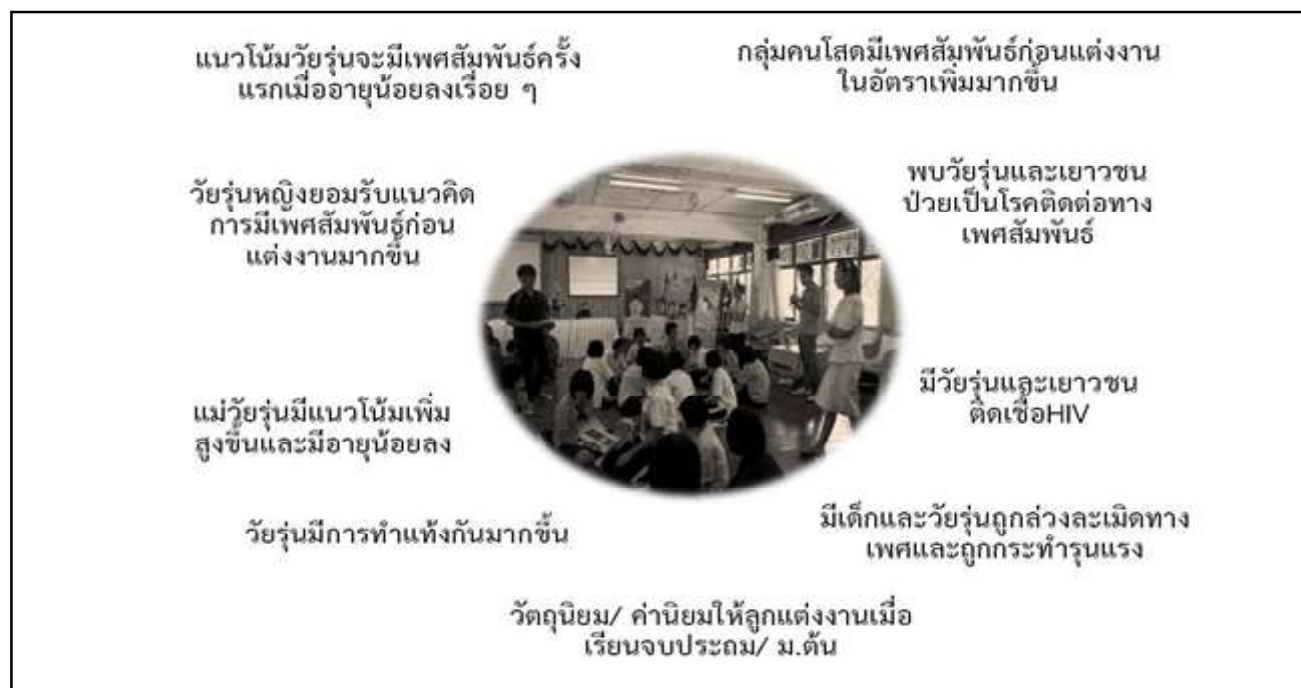 แนวโน้มวัยรุ่นจะมีเพศสัมพันธ์ครั้ง
แรกเมื่ออายุน้อยลงเรื่อย ๆ
กลุ่มคนโสดมีเพศสัมพันธ์ก่อนแต่งงาน
ในอัตราเพิ่มมากขึ้น
วัยรุ่นหญิงยอมรับแนวคิด
การมีเพศสัมพันธ์ก่อน
แต่งงานมากขึ้น
พบวัยรุ่นและเยาวชน
ป่วยเป็นโรคติดต่อทาง
เพศสัมพันธ์
แม่วัยรุ่นมีแนวโน้มเพิ่ม
สูงขึ้นและมีอายุน้อยลง
มีวัยรุ่นและเยาวชน
ติดเชื้อHIV
วัยรุ่นมีการทำแท้งกันมากขึ้น
มีเด็กและวัยรุ่นถูกล่วงละเมิดทาง
เพศและถูกกระทำรุนแรง
วัตถุนิยม/ ค่านิยมให้ลูกแต่งงานเมื่อ
เรียนจบประถม/ ม.ต้น